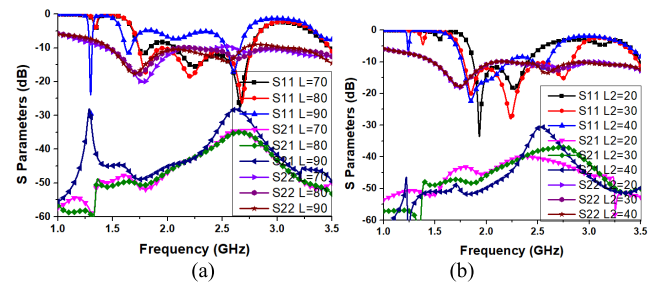 0
-10
-20
-30
-40
-50
-60
S Parameters (dB)
1.0 1.5 2.0 2.5 3.0 3.5
Frequency (GHz)
S11 L=70
S11 L=80
S11 L=90
S21 L=70
S21 L=80
S21 L=90
S22 L=70
S22 L=80
S22 L=90
(a)
0
-10
-20
-30
-40
-50
-60
S Parameters (dB)
1.0 1.5 2.0 2.5 3.0 3.5
Frequency (GHz)
S11 L2=20
S11 L2=30
S11 L2=40
S21 L2=20
S21 L2=30
S21 L2=40
S22 L2=20
S22 L2=30
S22 L2=40
(b)